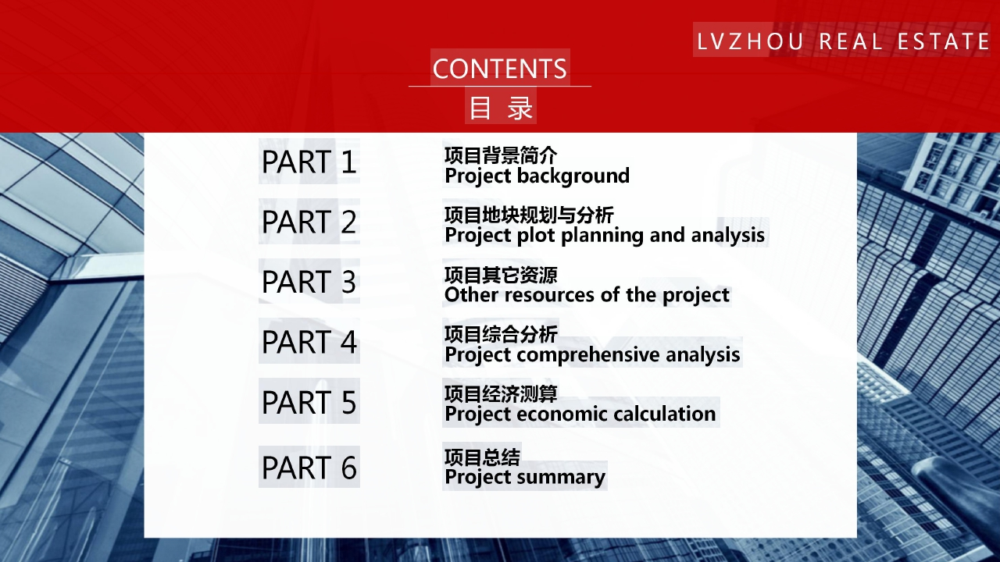 LVZHOU REAL ESTATE
CONTENTS
目 录
PART 1
项目背景简介
Project background
PART 2
项目地块规划与分析
Project plot planning and analysis
PART 3
项目其它资源
Other resources of the project
PART 4
项目综合分析
Project comprehensive analysis
PART 5
项目经济测算
Project economic calculation
PART 6
项目总结
Project summary